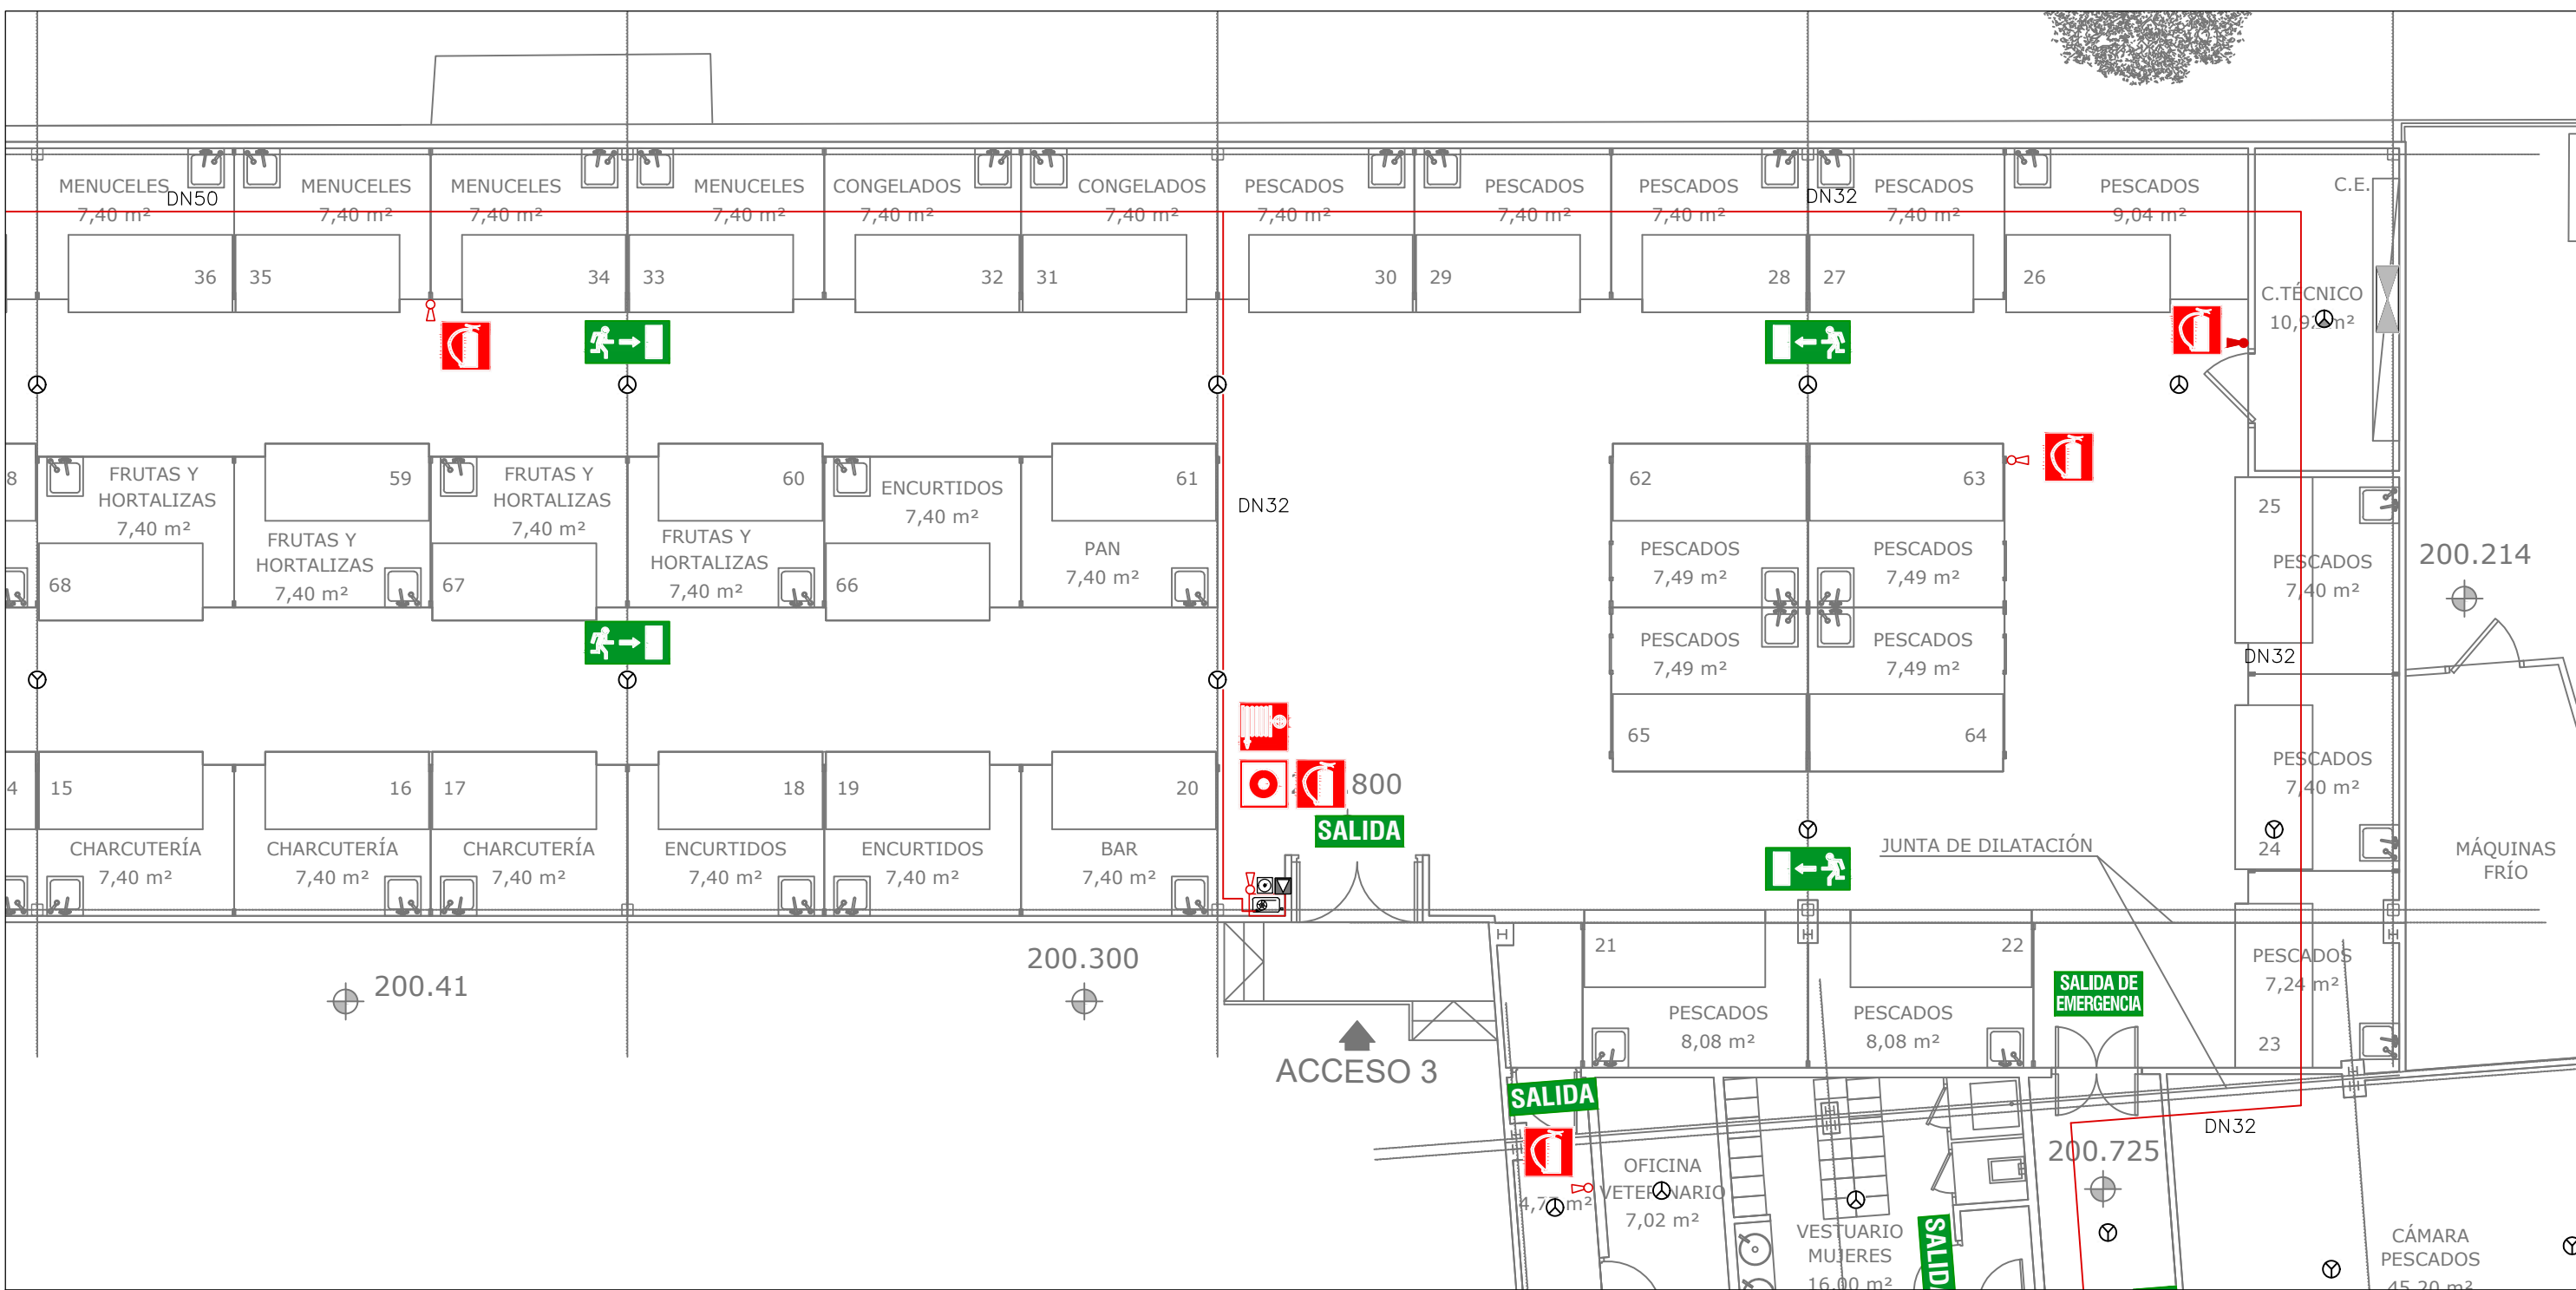 MENUCELES
7,40 m²
DN50
MENUCELES
7,40 m²
MENUCELES
7,40 m²
MENUCELES
7,40 m²
CONGELADOS
7,40 m²
CONGELADOS
7,40 m²
PESCADOS
7,40 m²
PESCADOS
7,40 m²
PESCADOS
7,40 m²
DN32
PESCADOS
7,40 m²
PESCADOS
9,04 m²
C.E.
36
35
34
33
32
31
30
29
28
27
26
C.TÉCNICO
8
FRUTAS Y
HORTALIZAS
7,40 m²
59
FRUTAS Y
HORTALIZAS
7,40 m²
FRUTAS Y
HORTALIZAS
7,40 m²
60
FRUTAS Y
HORTALIZAS
7,40 m²
ENCURTIDOS
7,40 m²
61
PAN
7,40 m²
DN32
68
67
66
62
63
PESCADOS
7,49 m²
PESCADOS
7,49 m²
PESCADOS
7,49 m²
PESCADOS
7,49 m²
65
64
25
PESCADOS
7,40 m²
200.214
DN32
PESCADOS
7,40 m²
24
4
15
16
17
18
19
20
CHARCUTERÍA
7,40 m²
CHARCUTERÍA
7,40 m²
CHARCUTERÍA
7,40 m²
ENCURTIDOS
7,40 m²
ENCURTIDOS
7,40 m²
BAR
7,40 m²
800
SALIDA
JUNTA DE DILATACIÓN
MÁQUINAS
FRÍO
200.41
200.300
ACCESO 3
21
22
PESCADOS
8,08 m²
PESCADOS
8,08 m²
SALIDA DE
EMERGENCIA
PESCADOS
7,24 m²
23
H
H
H
SALIDA
DN32
200.725
OFICINA
VETERINARIO
7,02 m²
VESTUARIO
MUJERES
16,00 m²
SALIDA
CÁMARA
PESCADOS
45,20 m²